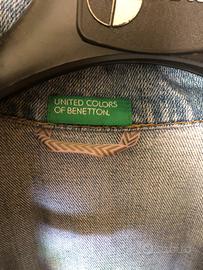 UNITED COLORS
OF BENETTON.